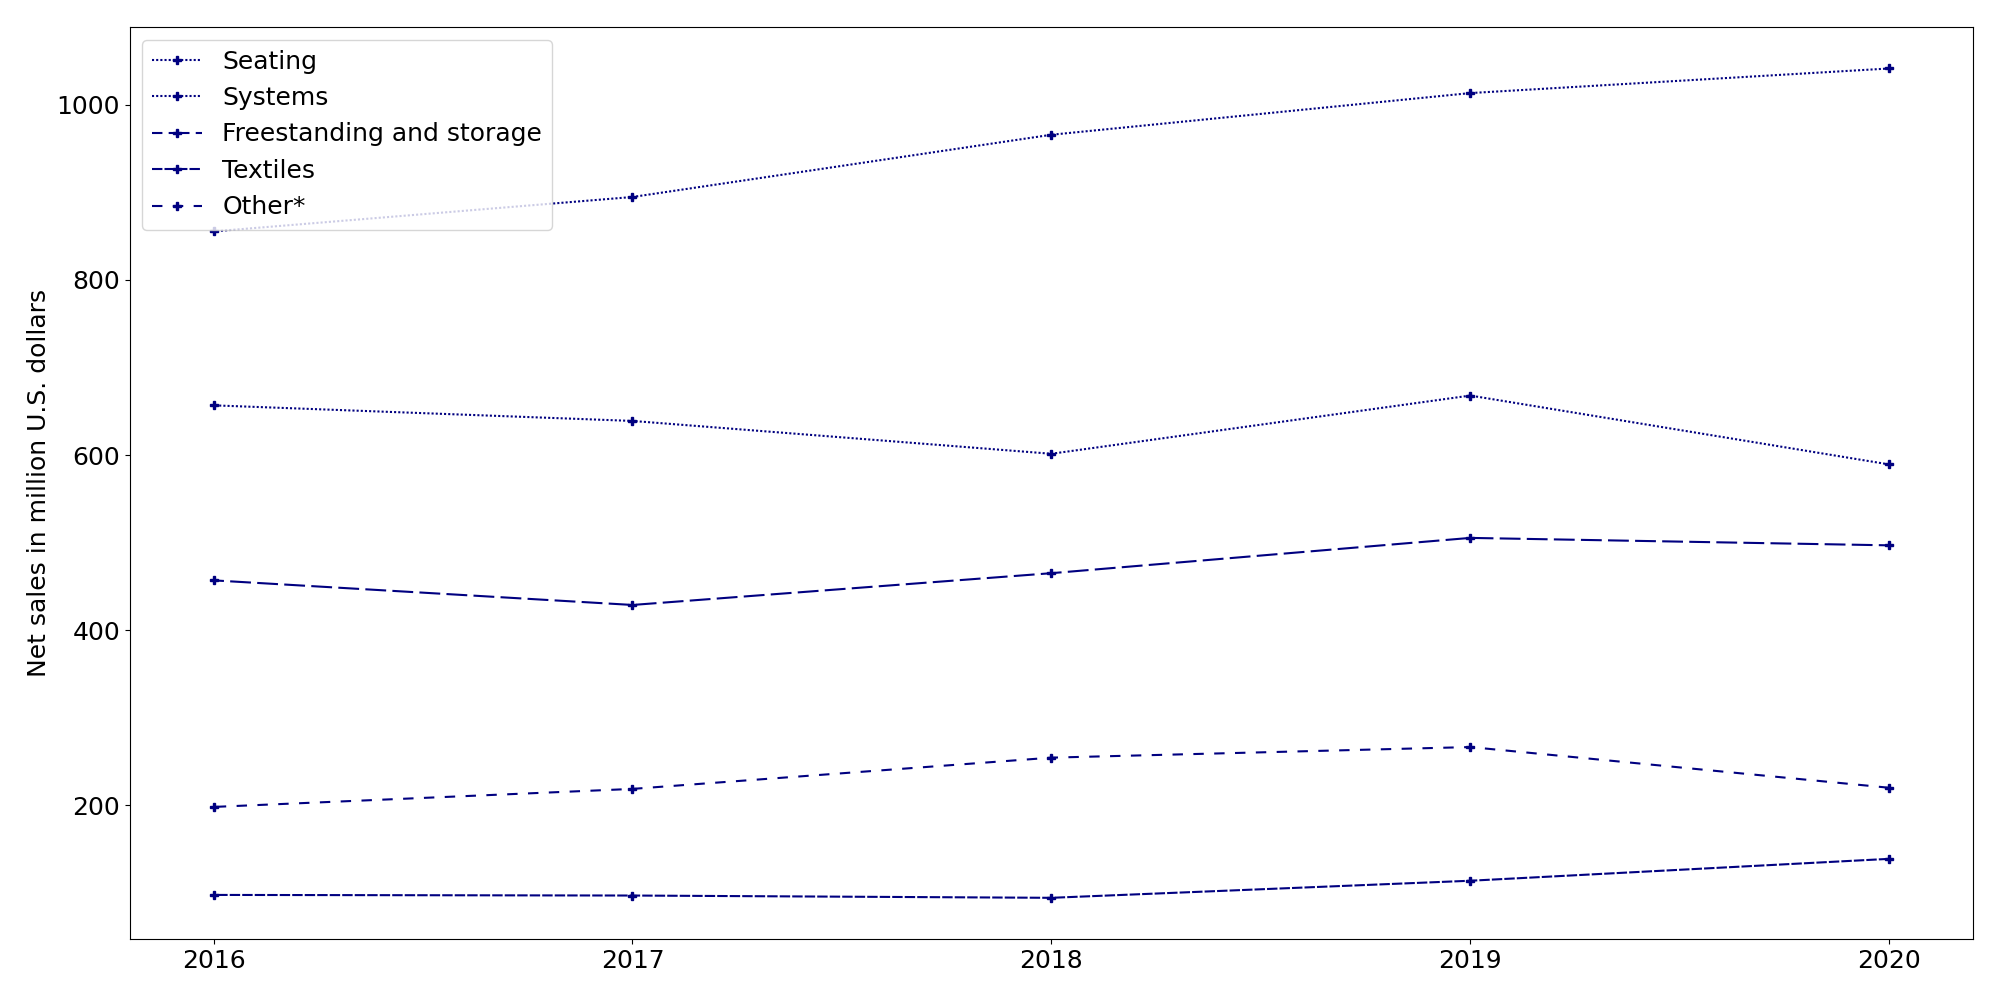 Seating
Systems
Freestanding and storage
Textiles
Other*
Net sales in million U.S. dollars
1000
800
600
400
200
2016 2017 2018 2019 2020